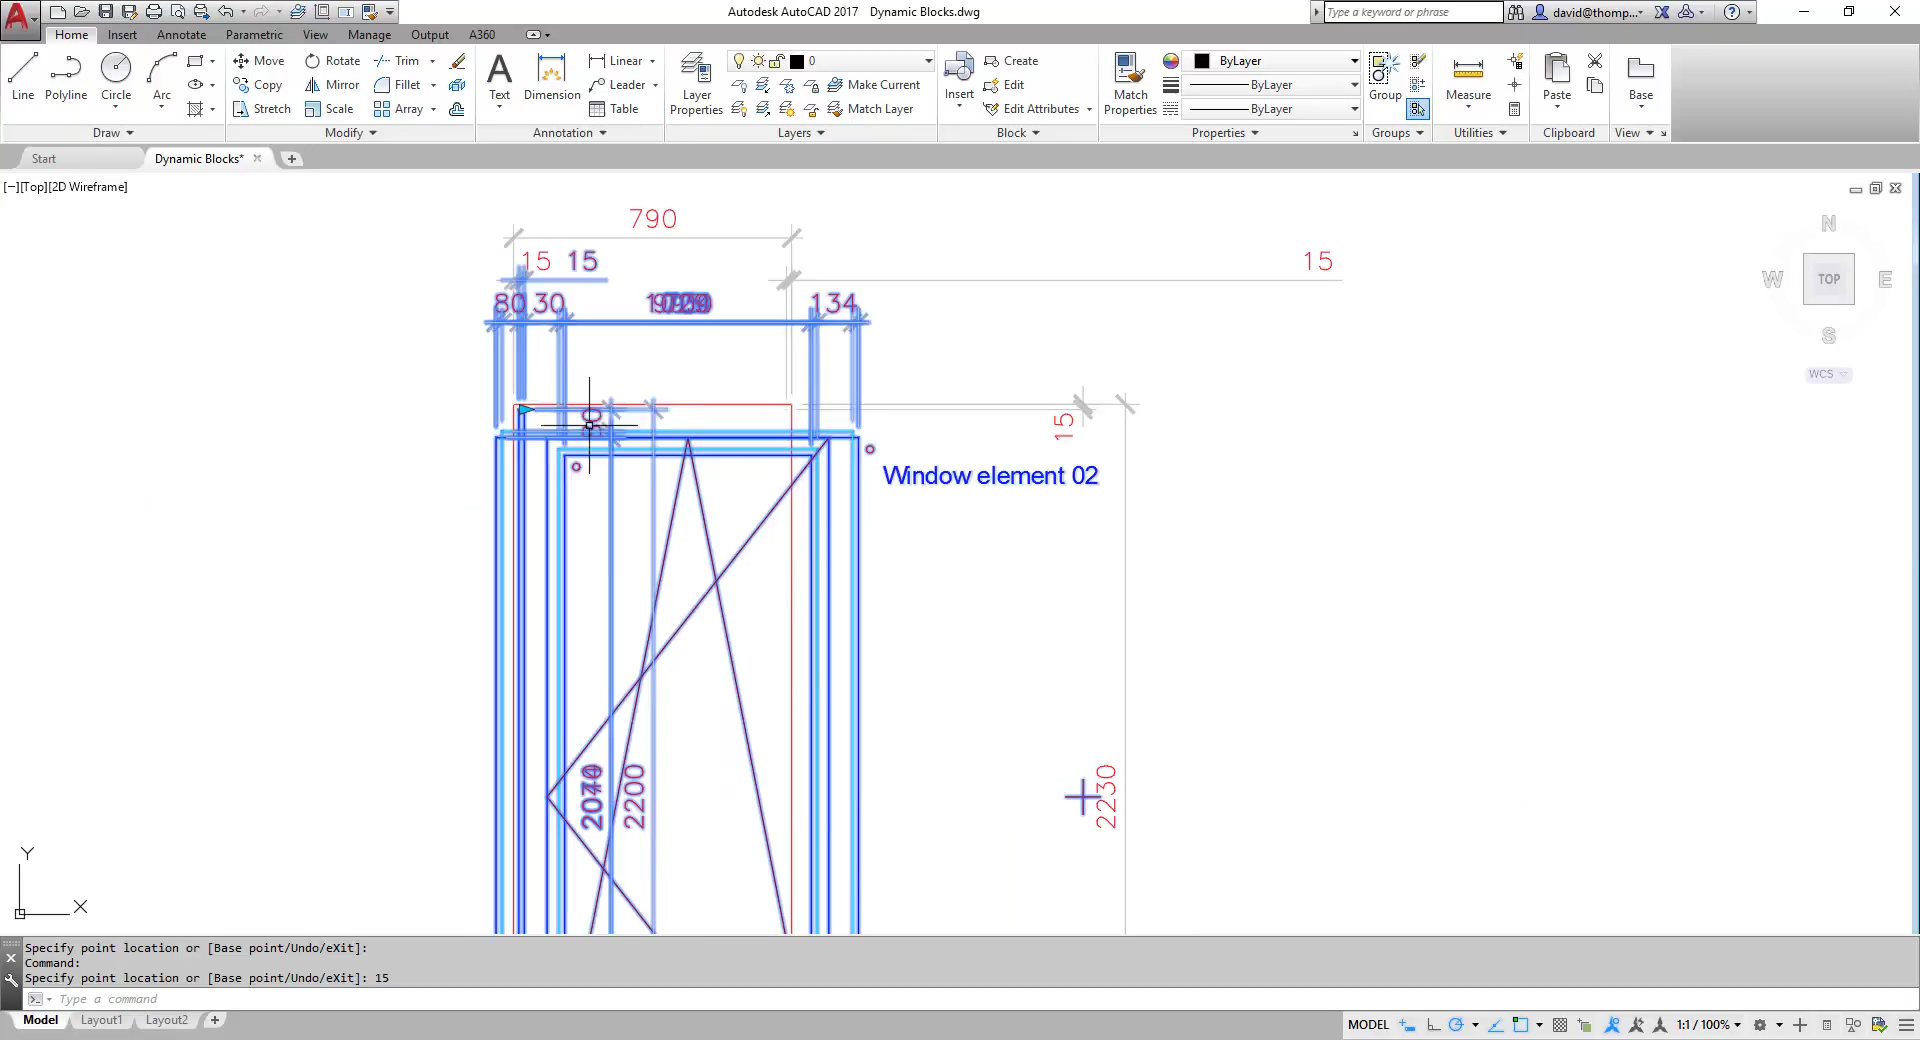 Autodesk AutoCAD 2017 Dynamic Blocks.dwg
Type a keyword or phrase
david@thomp...
Home Insert Annotate Parametric View Manage Output A360
Line Polyline Circle Arc
Move Rotate Trim
Copy Mirror Fillet
Stretch Scale Array
Text Dimension
Linear
Leader
Table
Layer Properties
0
Make Current
Match Layer
Insert
Create
Edit
Edit Attributes
Match Properties
ByLayer
ByLayer
ByLayer
Group
Measure
Paste
Base
Draw Modify Annotation Layers Block Properties Groups Utilities Clipboard View
Start Dynamic Blocks*
[−][Top][2D Wireframe]
790
15 15 15
80 30 134
15
Window element 02
2200
2230
N
W TOP E
S
WCS
Y
X
Specify point location or [Base point/Undo/eXit]:
Command:
Specify point location or [Base point/Undo/eXit]: 15
Type a command
Model Layout1 Layout2
MODEL 1:1 / 100%